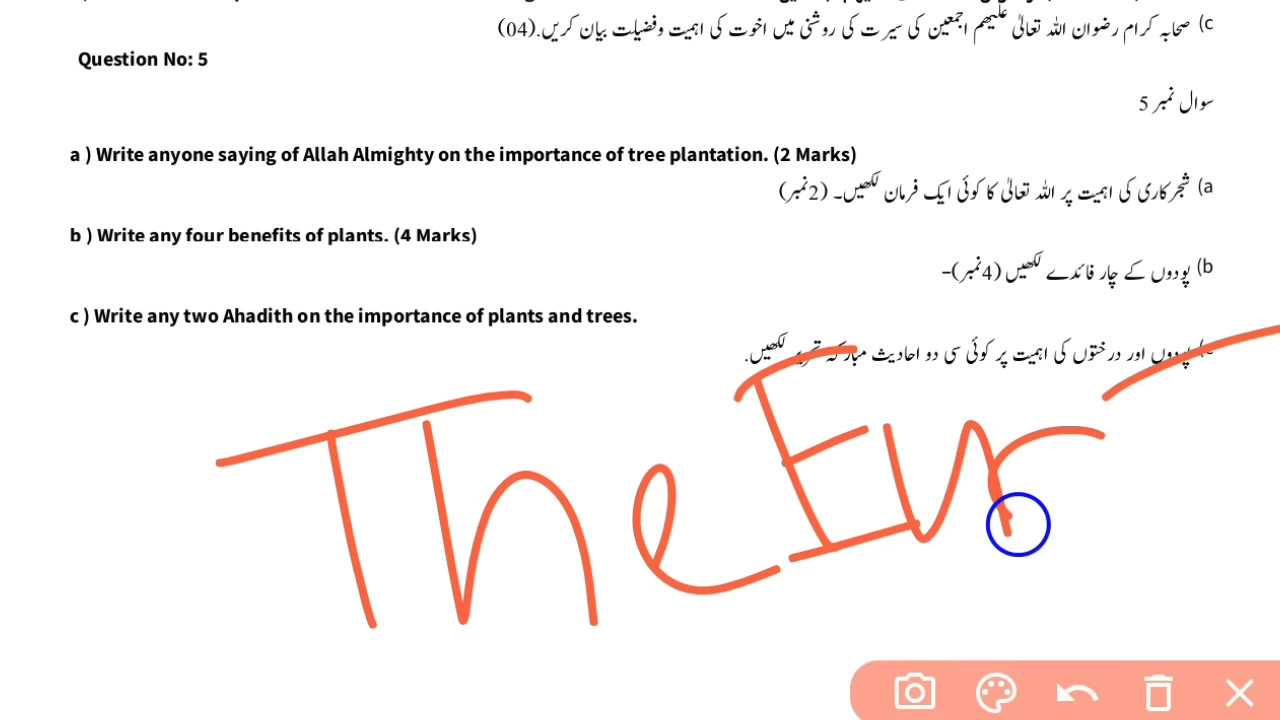 c) صحابہ کرام رضوان اللہ تعالیٰ علیھم اجمعین کی سیرت کی روشنی میں اخوت کی اہمیت وفضیلت بیان کریں.(04)
Question No: 5
سوال نمبر 5
a ) Write anyone saying of Allah Almighty on the importance of tree plantation. (2 Marks)
a) شجرکاری کی اہمیت پر اللہ تعالیٰ کا کوئی ایک فرمان لکھیں۔ (2نمبر)
b ) Write any four benefits of plants. (4 Marks)
b) پودوں کے چار فائدے لکھیں (4نمبر)-
c ) Write any two Ahadith on the importance of plants and trees.
پودوں اور درختوں کی اہمیت پر کوئی سی دو احادیث مبارکہ تحریر لکھیں.
The